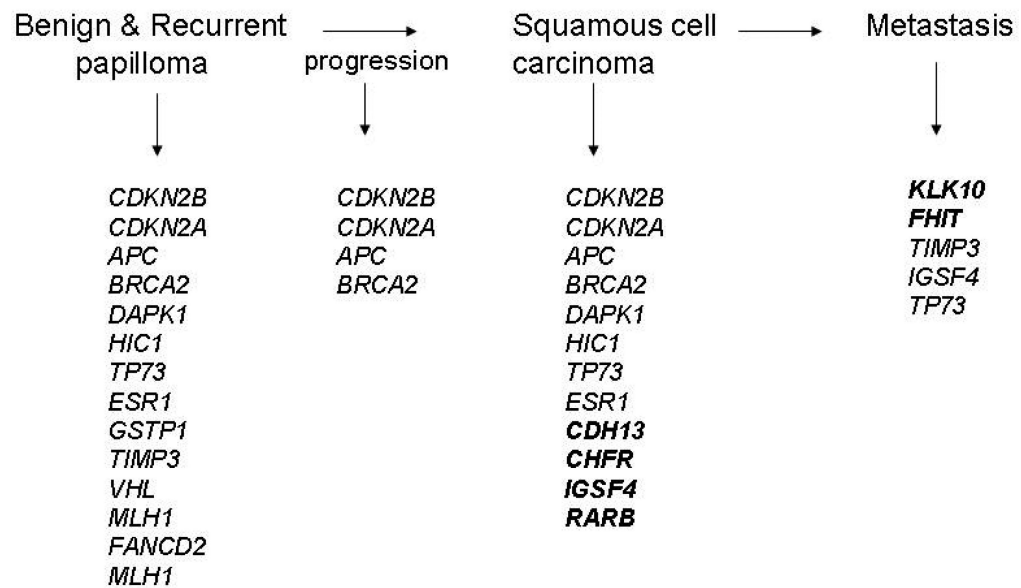 Benign & Recurrent
papilloma
progression
Squamous cell
carcinoma
Metastasis
CDKN2B
CDKN2A
APC
BRCA2
DAPK1
HIC1
TP73
ESR1
GSTP1
TIMP3
VHL
MLH1
FANCD2
MLH1
CDKN2B
CDKN2A
APC
BRCA2
CDKN2B
CDKN2A
APC
BRCA2
DAPK1
HIC1
TP73
ESR1
CDH13
CHFR
IGSF4
RARB
KLK10
FHIT
TIMP3
IGSF4
TP73